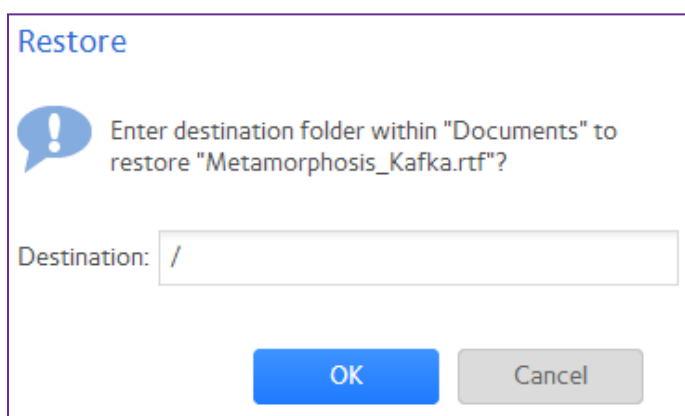 Restore
Enter destination folder within "Documents" to
restore "Metamorphosis_Kafka.rtf"?
Destination: /
OK Cancel